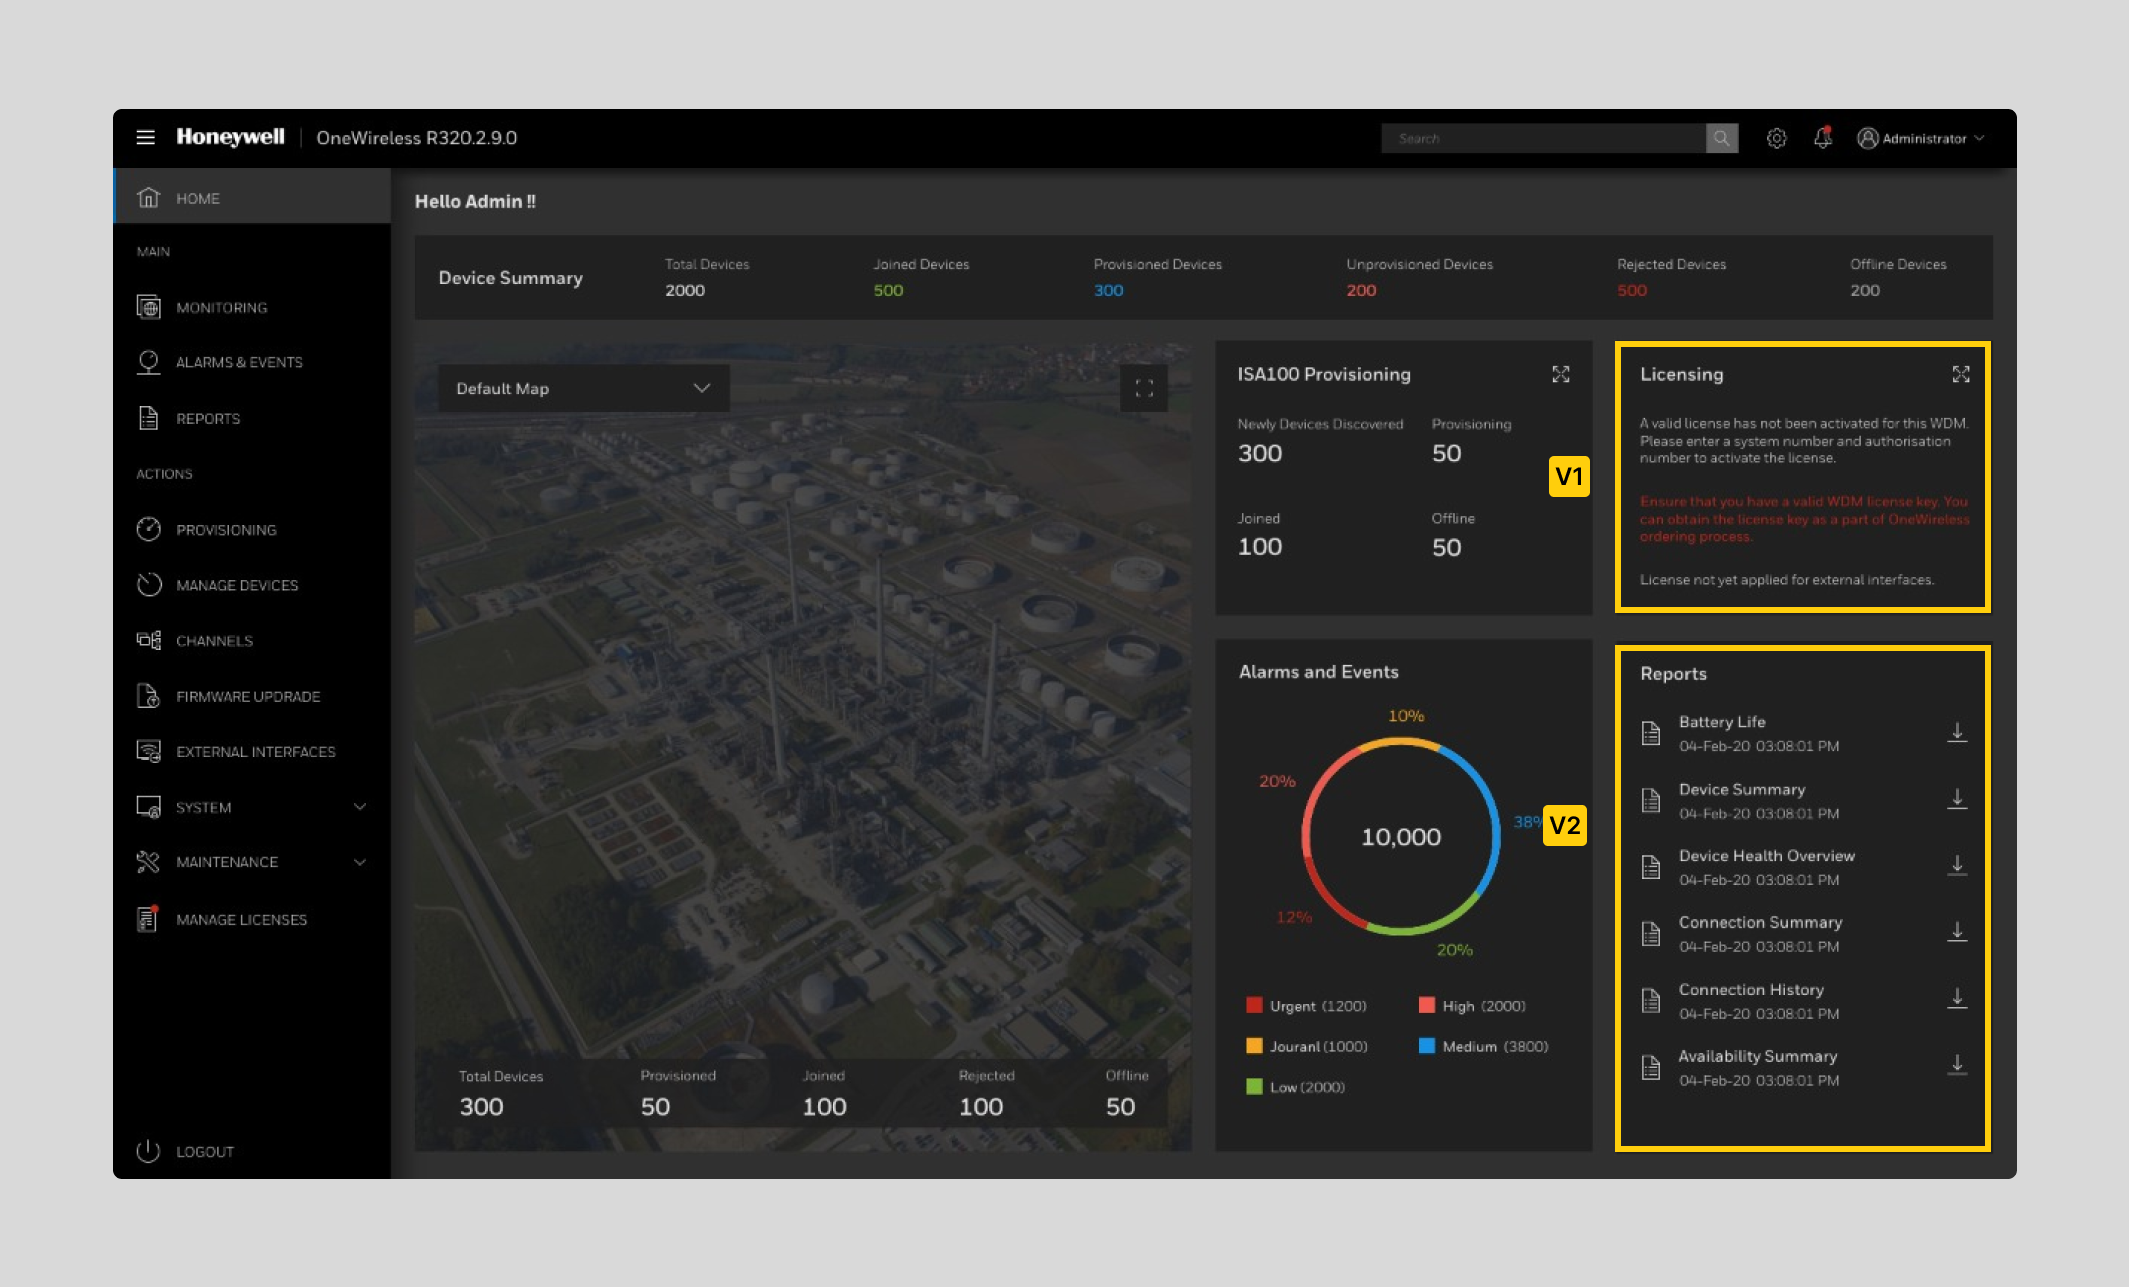 Honeywell | OneWireless R320.2.9.0
Search
Administrator
HOME
MAIN
MONITORING
ALARMS & EVENTS
REPORTS
ACTIONS
PROVISIONING
MANAGE DEVICES
CHANNELS
FIRMWARE UPDRADE
EXTERNAL INTERFACES
SYSTEM
MAINTENANCE
MANAGE LICENSES
LOGOUT
Hello Admin !!
Device Summary
Total Devices
2000
Joined Devices
500
Provisioned Devices
300
Unprovisioned Devices
200
Rejected Devices
500
Offline Devices
200
Default Map
Total Devices
300
Provisioned
50
Joined
100
Rejected
100
Offline
50
ISA100 Provisioning
Newly Devices Discovered
300
Provisioning
50
Joined
100
Offline
50
V1
Licensing
A valid license has not been activated for this WDM.
Please enter a system number and authorisation
number to activate the license.
Ensure that you have a valid WDM license key. You
can obtain the license key as a part of OneWireless
ordering process.
License not yet applied for external interfaces.
Alarms and Events
10%
20%
38%
10,000
12%
20%
Urgent (1200)
High (2000)
Jouranl (1000)
Medium (3800)
Low (2000)
V2
Reports
Battery Life
04-Feb-20 03:08:01 PM
Device Summary
04-Feb-20 03:08:01 PM
Device Health Overview
04-Feb-20 03:08:01 PM
Connection Summary
04-Feb-20 03:08:01 PM
Connection History
04-Feb-20 03:08:01 PM
Availability Summary
04-Feb-20 03:08:01 PM